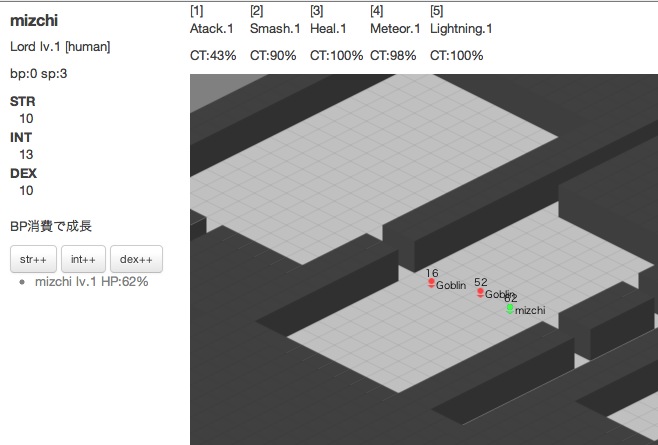 mizchi
Lord lv.1 [human]
bp:0 sp:3
STR
10
INT
13
DEX
10
BP消費で成長
str++ int++ dex++
mizchi lv.1 HP:62%
[1] [2] [3] [4] [5]
Atack.1 Smash.1 Heal.1 Meteor.1 Lightning.1
CT:43% CT:90% CT:100% CT:98% CT:100%
16
Goblin
52
Goblin
62
mizchi